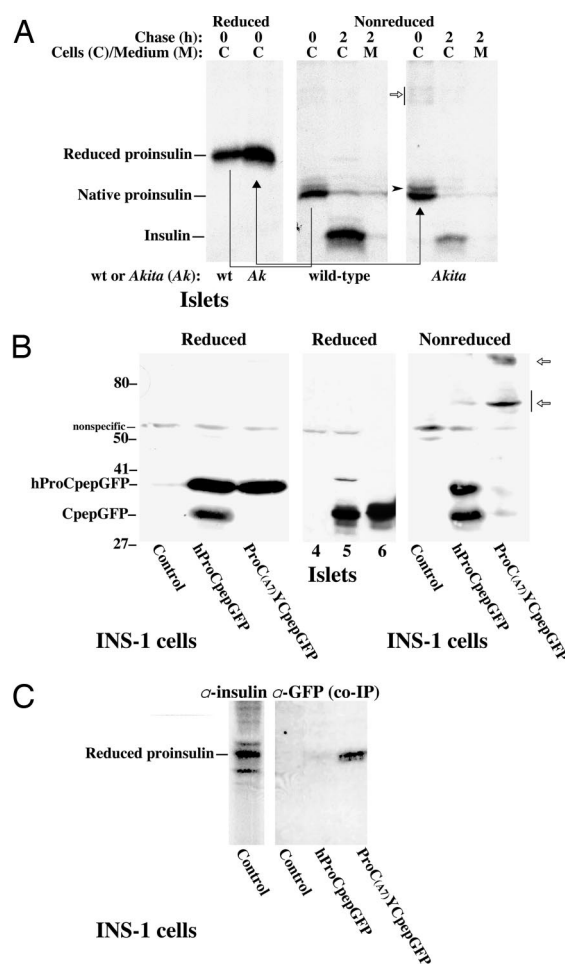 A
Reduced Nonreduced
Chase (h): 0 0 0 2 2 0 2 2
Cells (C)/Medium (M): C C C C M C C M
Reduced proinsulin
Native proinsulin
Insulin
wt or Akita (Ak): wt Ak wild-type Akita
Islets
B
Reduced Reduced Nonreduced
80
nonspecific
50
41
hProCpepGFP
CpepGFP
27
4 5 6
Control hProCpepGFP ProC(A7)YCpepGFP Islets Control hProCpepGFP ProC(A7)YCpepGFP
INS-1 cells INS-1 cells
C
α-insulin α-GFP (co-IP)
Reduced proinsulin
Control Control hProCpepGFP ProC(A7)YCpepGFP
INS-1 cells